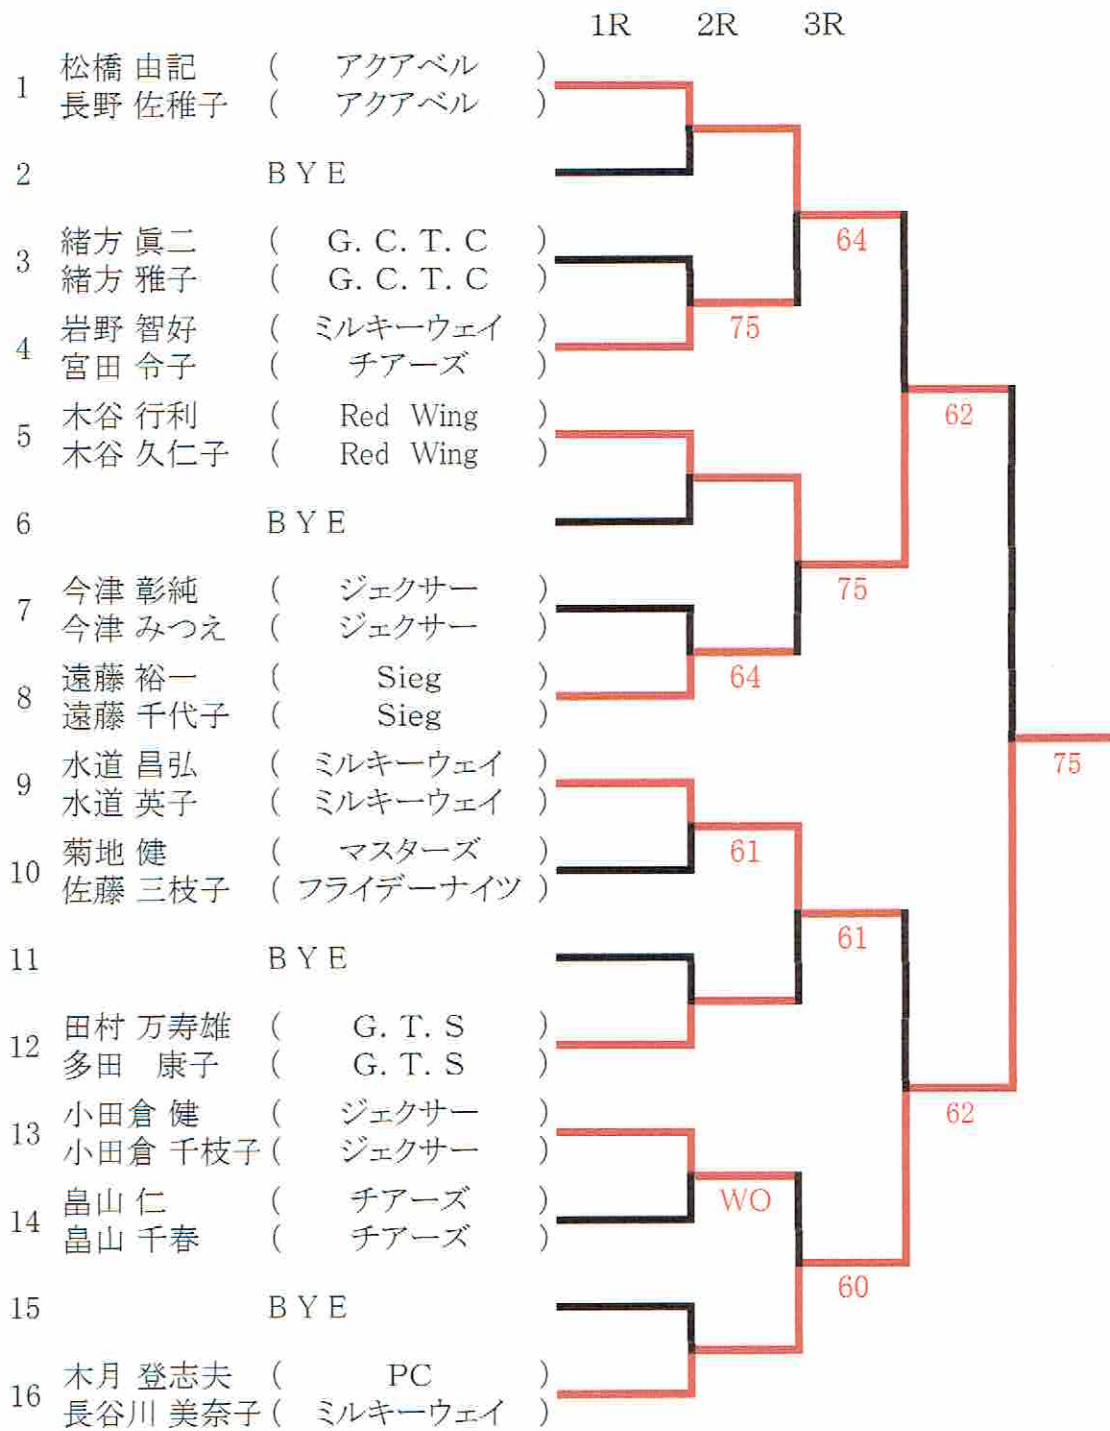 1R 2R 3R
1 松橋 由記 ( アクアベル )
長野 佐稚子 ( アクアベル )
2 BYE
3 緒方 眞二 ( G. C. T. C )
緒方 雅子 ( G. C. T. C )
64
4 岩野 智好 ( ミルキーウェイ )
宮田 令子 ( チアーズ )
75
5 木谷 行利 ( Red Wing )
木谷 久仁子 ( Red Wing )
62
6 BYE
7 今津 彰純 ( ジェクサー )
今津 みつえ ( ジェクサー )
75
8 遠藤 裕一 ( Sieg )
遠藤 千代子 ( Sieg )
64
9 水道 昌弘 ( ミルキーウェイ )
水道 英子 ( ミルキーウェイ )
75
10 菊地 健 ( マスターズ )
佐藤 三枝子 ( フライデーナイツ )
61
11 BYE
61
12 田村 万寿雄 ( G. T. S )
多田 康子 ( G. T. S )
13 小田倉 健 ( ジェクサー )
小田倉 千枝子 ( ジェクサー )
62
14 畠山 仁 ( チアーズ )
畠山 千春 ( チアーズ )
WO
15 BYE
60
16 木月 登志夫 ( PC )
長谷川 美奈子 ( ミルキーウェイ )